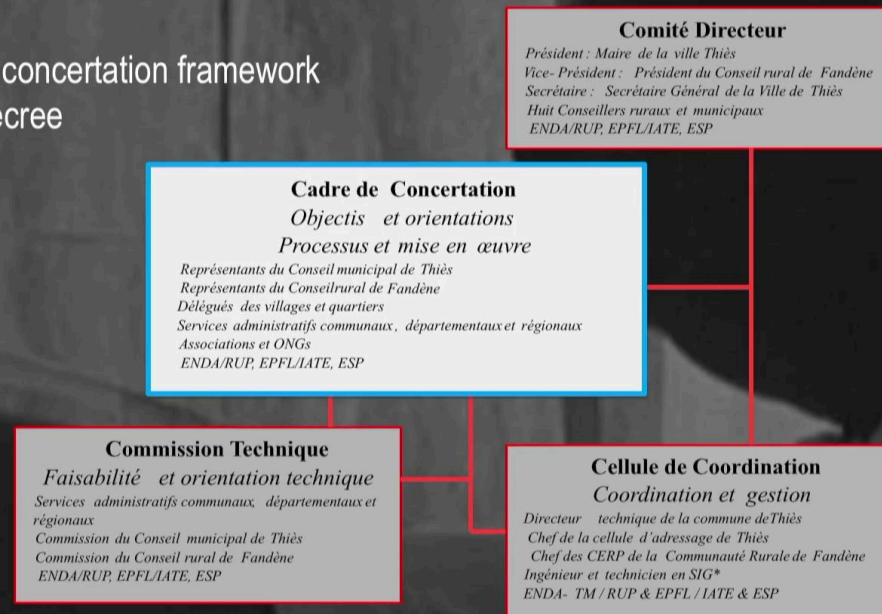 concertation framework
ecree
Comité Directeur
Président : Maire de la ville Thiès
Vice- Président : Président du Conseil rural de Fandène
Secrétaire : Secrétaire Général de la Ville de Thiès
Huit Conseillers ruraux et municipaux
ENDA/RUP, EPFL/IATE, ESP
Cadre de Concertation
Objectis et orientations
Processus et mise en œuvre
Représentants du Conseil municipal de Thiès
Représentants du Conseilrural de Fandène
Délégués des villages et quartiers
Services administratifs communaux, départementaux et régionaux
Associations et ONGs
ENDA/RUP, EPFL/IATE, ESP
Commission Technique
Faisabilité et orientation technique
Services administratifs communaux, départementaux et
régionaux
Commission du Conseil municipal de Thiès
Commission du Conseil rural de Fandène
ENDA/RUP, EPFL/IATE, ESP
Cellule de Coordination
Coordination et gestion
Directeur technique de la commune deThiès
Chef de la cellule d'adressage de Thiès
Chef des CERP de la Communauté Rurale de Fandène
Ingénieur et technicien en SIG*
ENDA- TM / RUP & EPFL / IATE & ESP